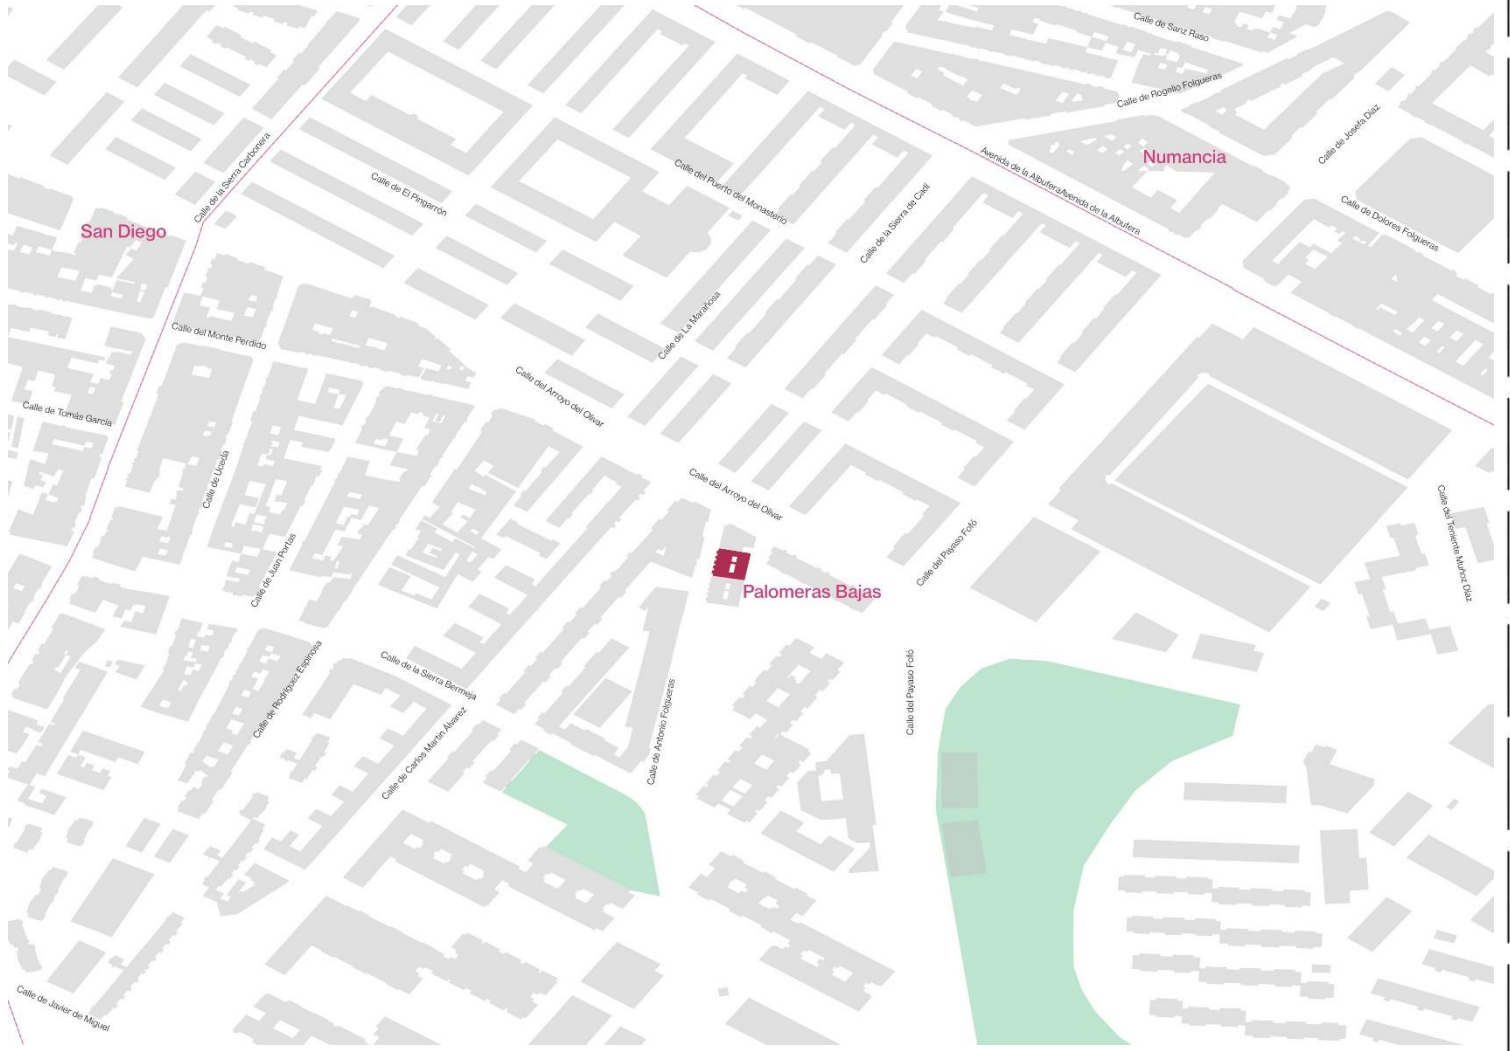 Calle de Sanz Raso
Calle de Rogelio Folgueras
Calle de Josefa Díaz
Calle de la Sierra Carbonera
Numancia
Avenida de la Albufera
Avenida de la Albufera
Calle de El Pingarrón
Calle del Puerto del Monasterio
Calle de la Sierra de Cadí
Calle de Dolores Folgueras
San Diego
Calle de La Marañosa
Calle del Monte Perdido
Calle del Arroyo del Olivar
Calle de Tomás García
Calle de Uceda
Calle del Arroyo del Olivar
Calle del Teniente Muñoz Díaz
Calle de Juan Portas
Calle del Payaso Fofó
Palomeras Bajas
Calle de Rodríguez Espinosa
Calle de la Sierra Bermeja
Calle del Payaso Fofó
Calle de Antonio Folgueras
Calle de Carlos Martín Álvarez
Calle de Javier de Miguel